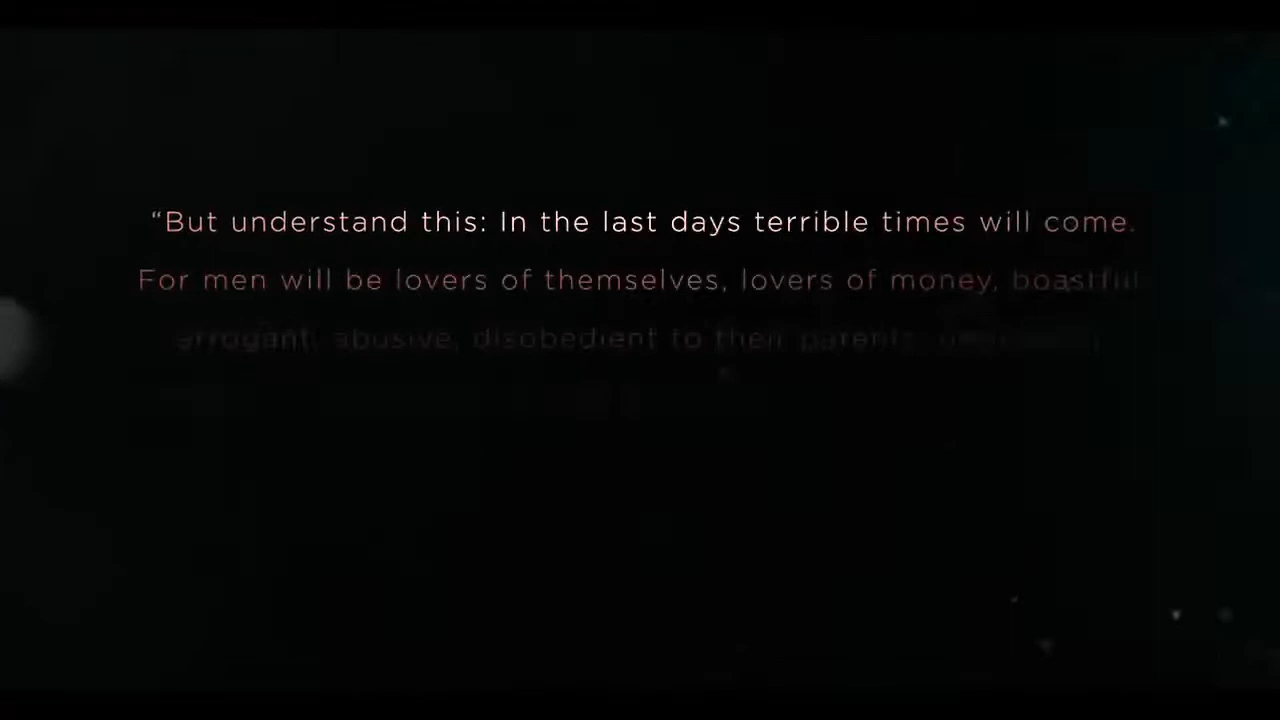 “But understand this: In the last days terrible times will come.
For men will be lovers of themselves, lovers of money, boastful
arrogant, abusive, disobedient to their parents,